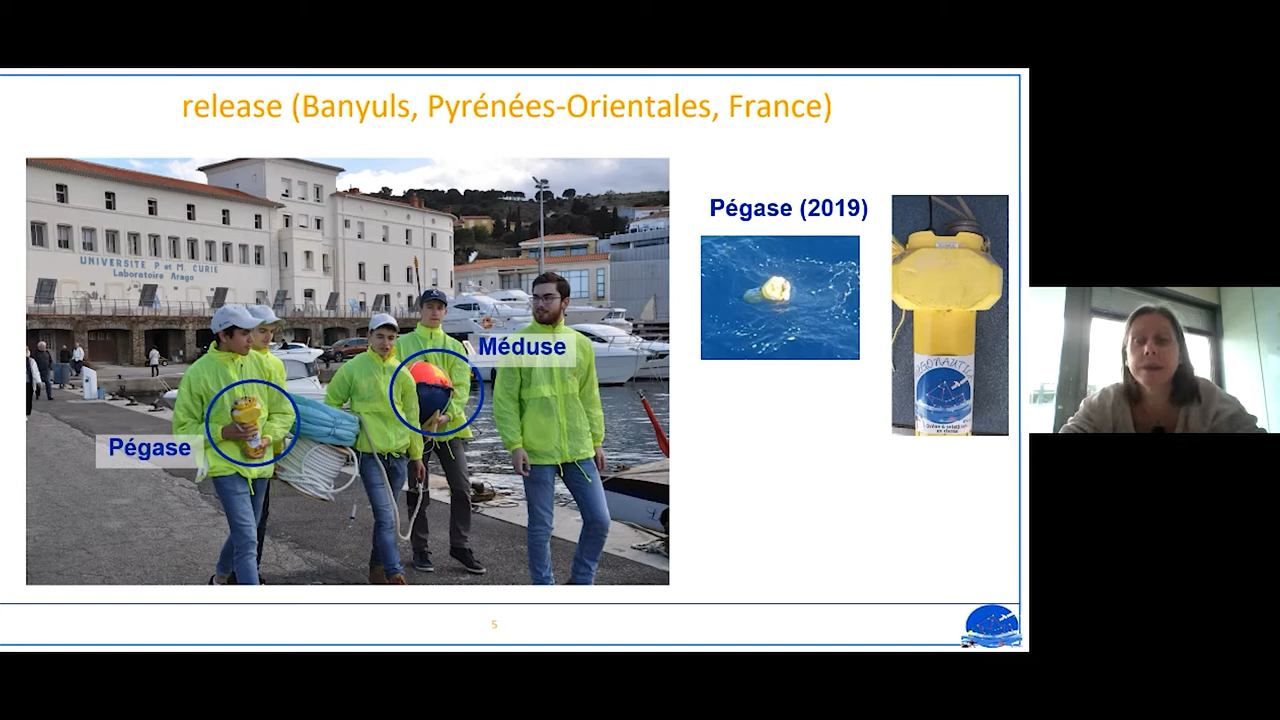 release (Banyuls, Pyrénées-Orientales, France)
UNIVERSITE P et M. CURIE
Laboratoire Arago
Méduse
Pégase
Pégase (2019)
5